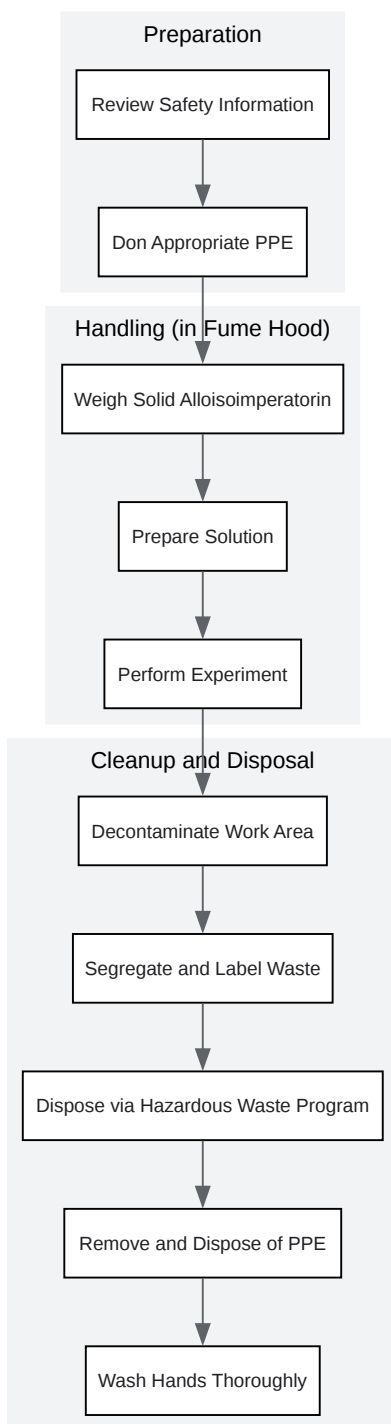 Preparation
Review Safety Information
Don Appropriate PPE
Handling (in Fume Hood)
Weigh Solid Alloisoimperatorin
Prepare Solution
Perform Experiment
Cleanup and Disposal
Decontaminate Work Area
Segregate and Label Waste
Dispose via Hazardous Waste Program
Remove and Dispose of PPE
Wash Hands Thoroughly